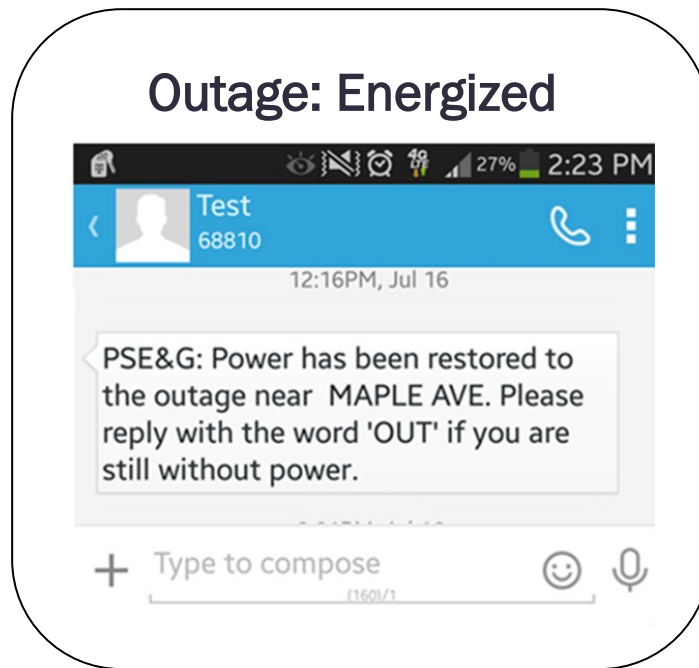 Outage: Energized
4G LTE 27% 2:23 PM
Test
68810
12:16PM, Jul 16
PSE&G: Power has been restored to
the outage near MAPLE AVE. Please
reply with the word 'OUT' if you are
still without power.
Type to compose
(160)/1